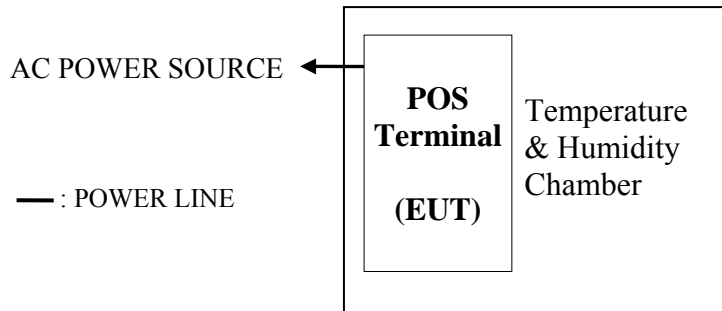 AC POWER SOURCE
POS
Terminal
(EUT)
Temperature
& Humidity
Chamber
: POWER LINE